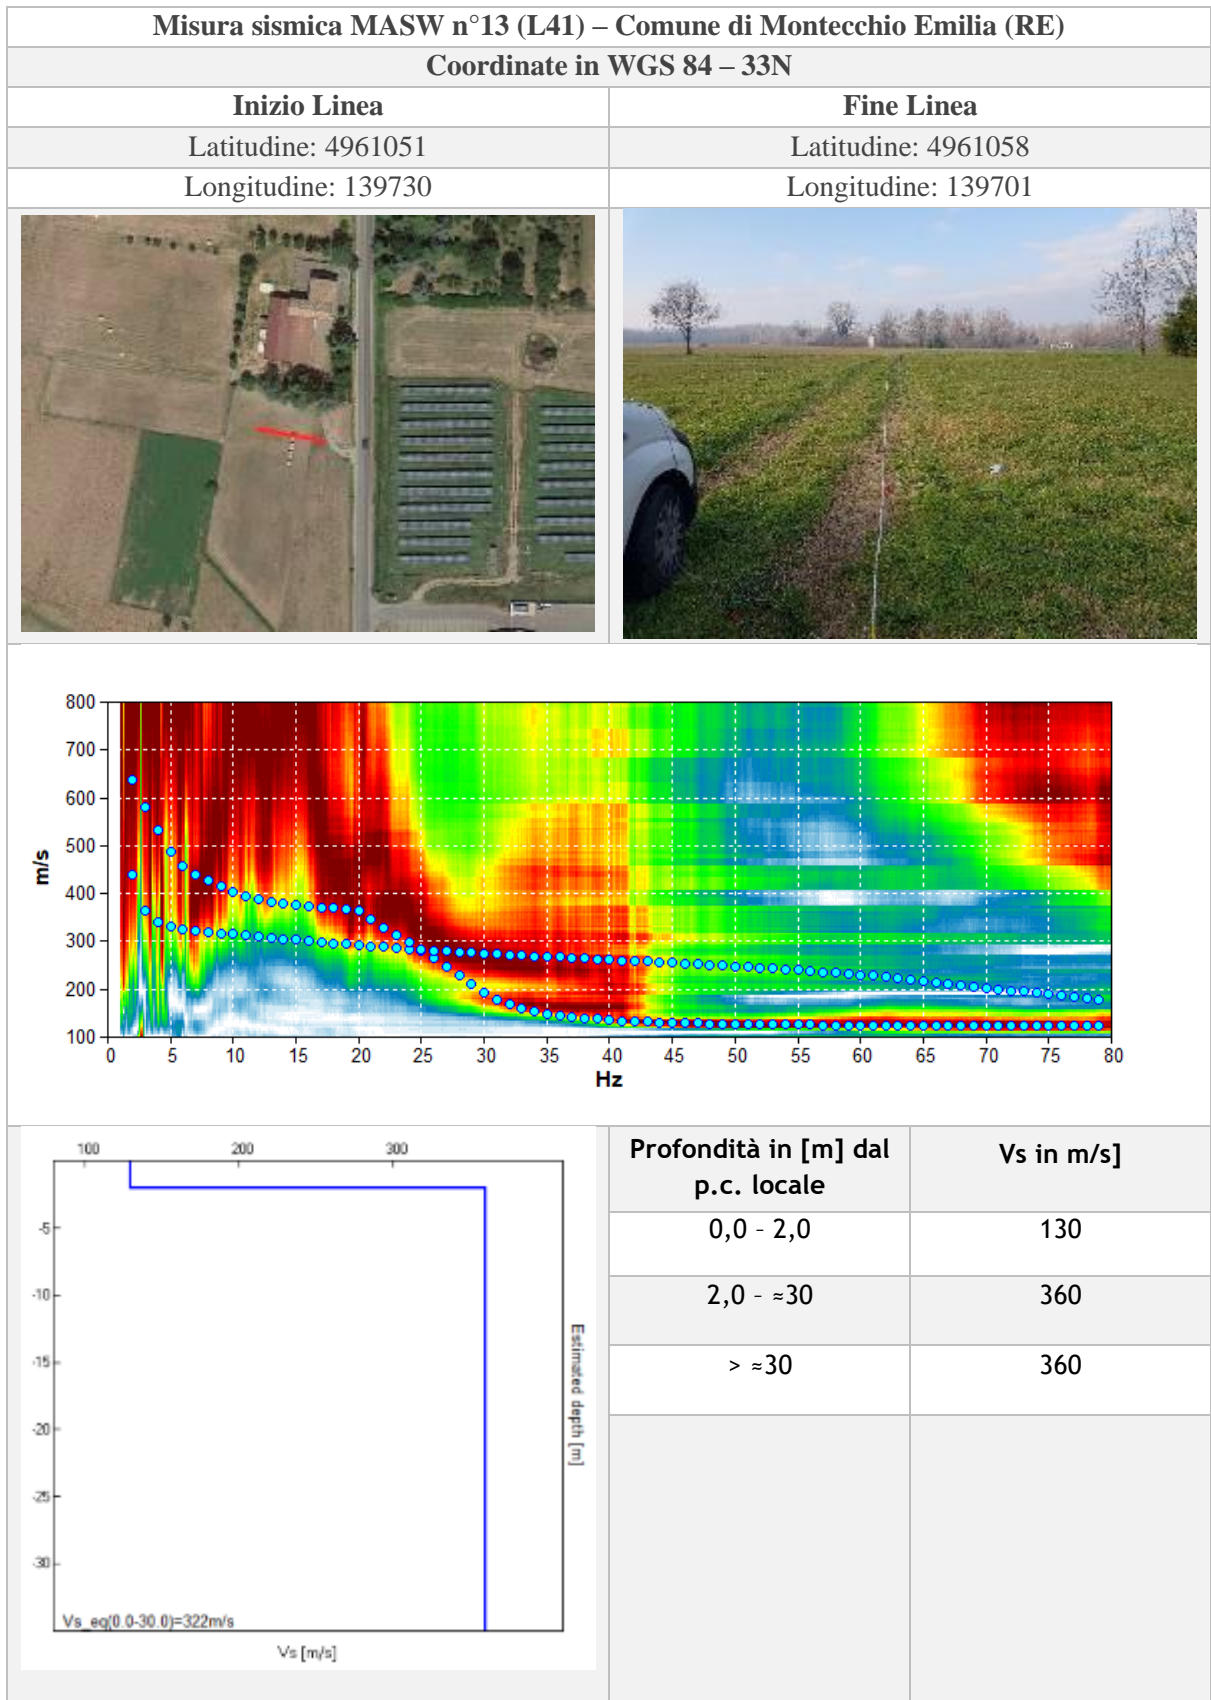 Misura sismica MASW n°13 (L41) – Comune di Montecchio Emilia (RE)
Coordinate in WGS 84 – 33N
Inizio Linea
Fine Linea
Latitudine: 4961051
Latitudine: 4961058
Longitudine: 139730
Longitudine: 139701
800
700
600
500
400
300
200
100
m/s
0 5 10 15 20 25 30 35 40 45 50 55 60 65 70 75 80
Hz
100 200 300
-5
-10
-15
-20
-25
-30
Estimated depth [m]
Vs_eq(0.0-30.0)=322m/s
Vs [m/s]
Profondità in [m] dal
p.c. locale
Vs in m/s]
0,0 – 2,0
130
2,0 – ≈30
360
> ≈30
360